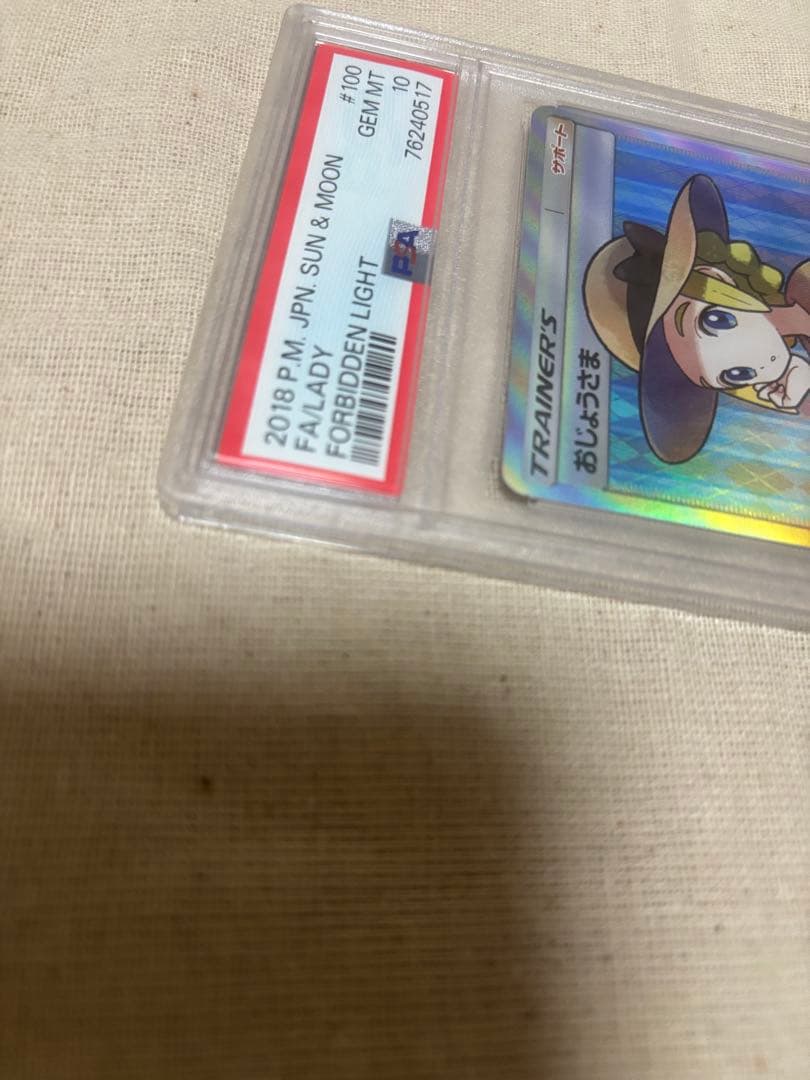 2018 P.M. JPN. SUN & MOON #100
FA/LADY GEM MT
FORBIDDEN LIGHT 10
76240517
PSA
サポート
TRAINER'S
おじょうさま